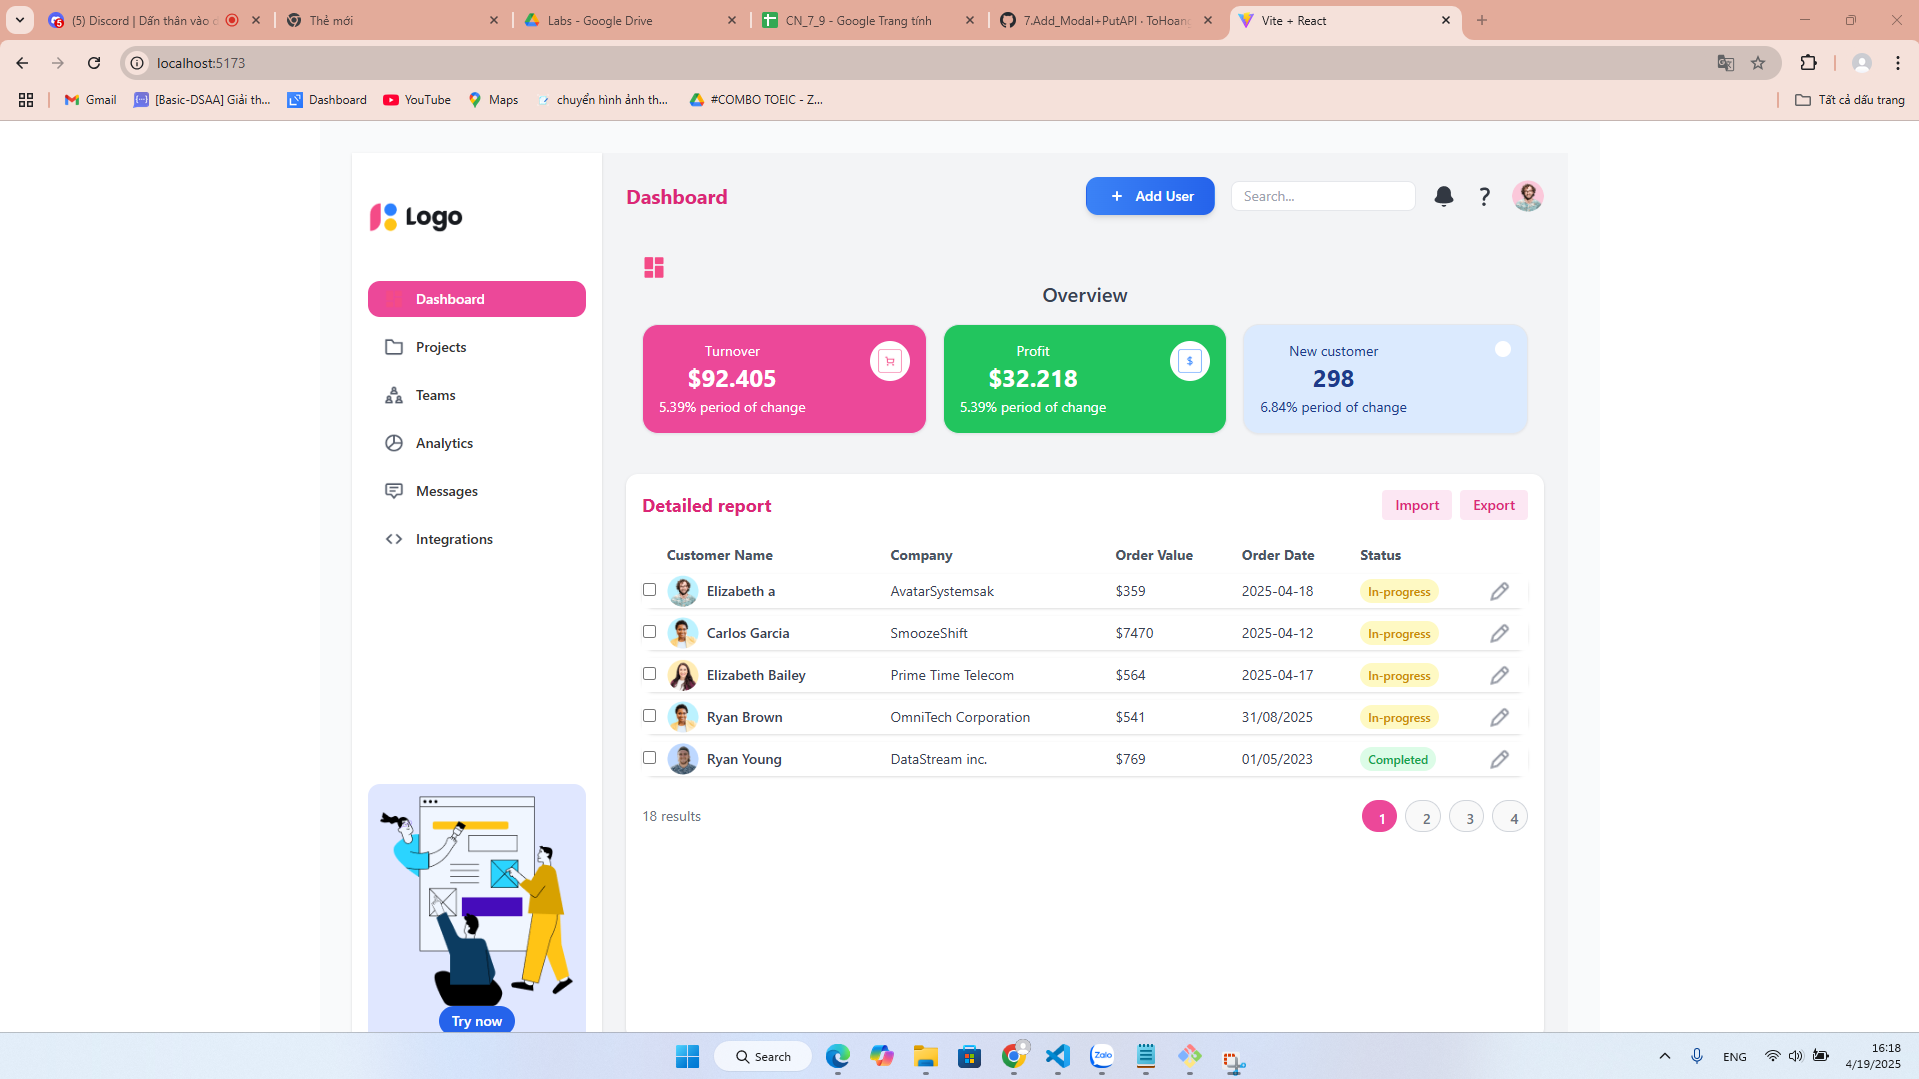 (5) Discord | Dấn thân vào
Thẻ mới
Labs - Google Drive
CN_7_9 - Google Trang tính
7.Add_Modal+PutAPI · ToHoang
Vite + React
localhost:5173
Gmail
[Basic-DSAA] Giải th...
Dashboard
YouTube
Maps
chuyển hình ảnh th...
#COMBO TOEIC - Z...
Tất cả dấu trang
Logo
Dashboard
+ Add User
Search...
?
Dashboard
Projects
Teams
Analytics
Messages
Integrations
Try now
Overview
Turnover
$92.405
5.39% period of change
Profit
$32.218
5.39% period of change
$
New customer
298
6.84% period of change
Detailed report
Import
Export
Customer Name Company Order Value Order Date Status
Elizabeth a AvatarSystemsak $359 2025-04-18 In-progress
Carlos Garcia SmoozeShift $7470 2025-04-12 In-progress
Elizabeth Bailey Prime Time Telecom $564 2025-04-17 In-progress
Ryan Brown OmniTech Corporation $541 31/08/2025 In-progress
Ryan Young DataStream inc. $769 01/05/2023 Completed
18 results
1 2 3 4
Search
Zalo
ENG
16:18
4/19/2025